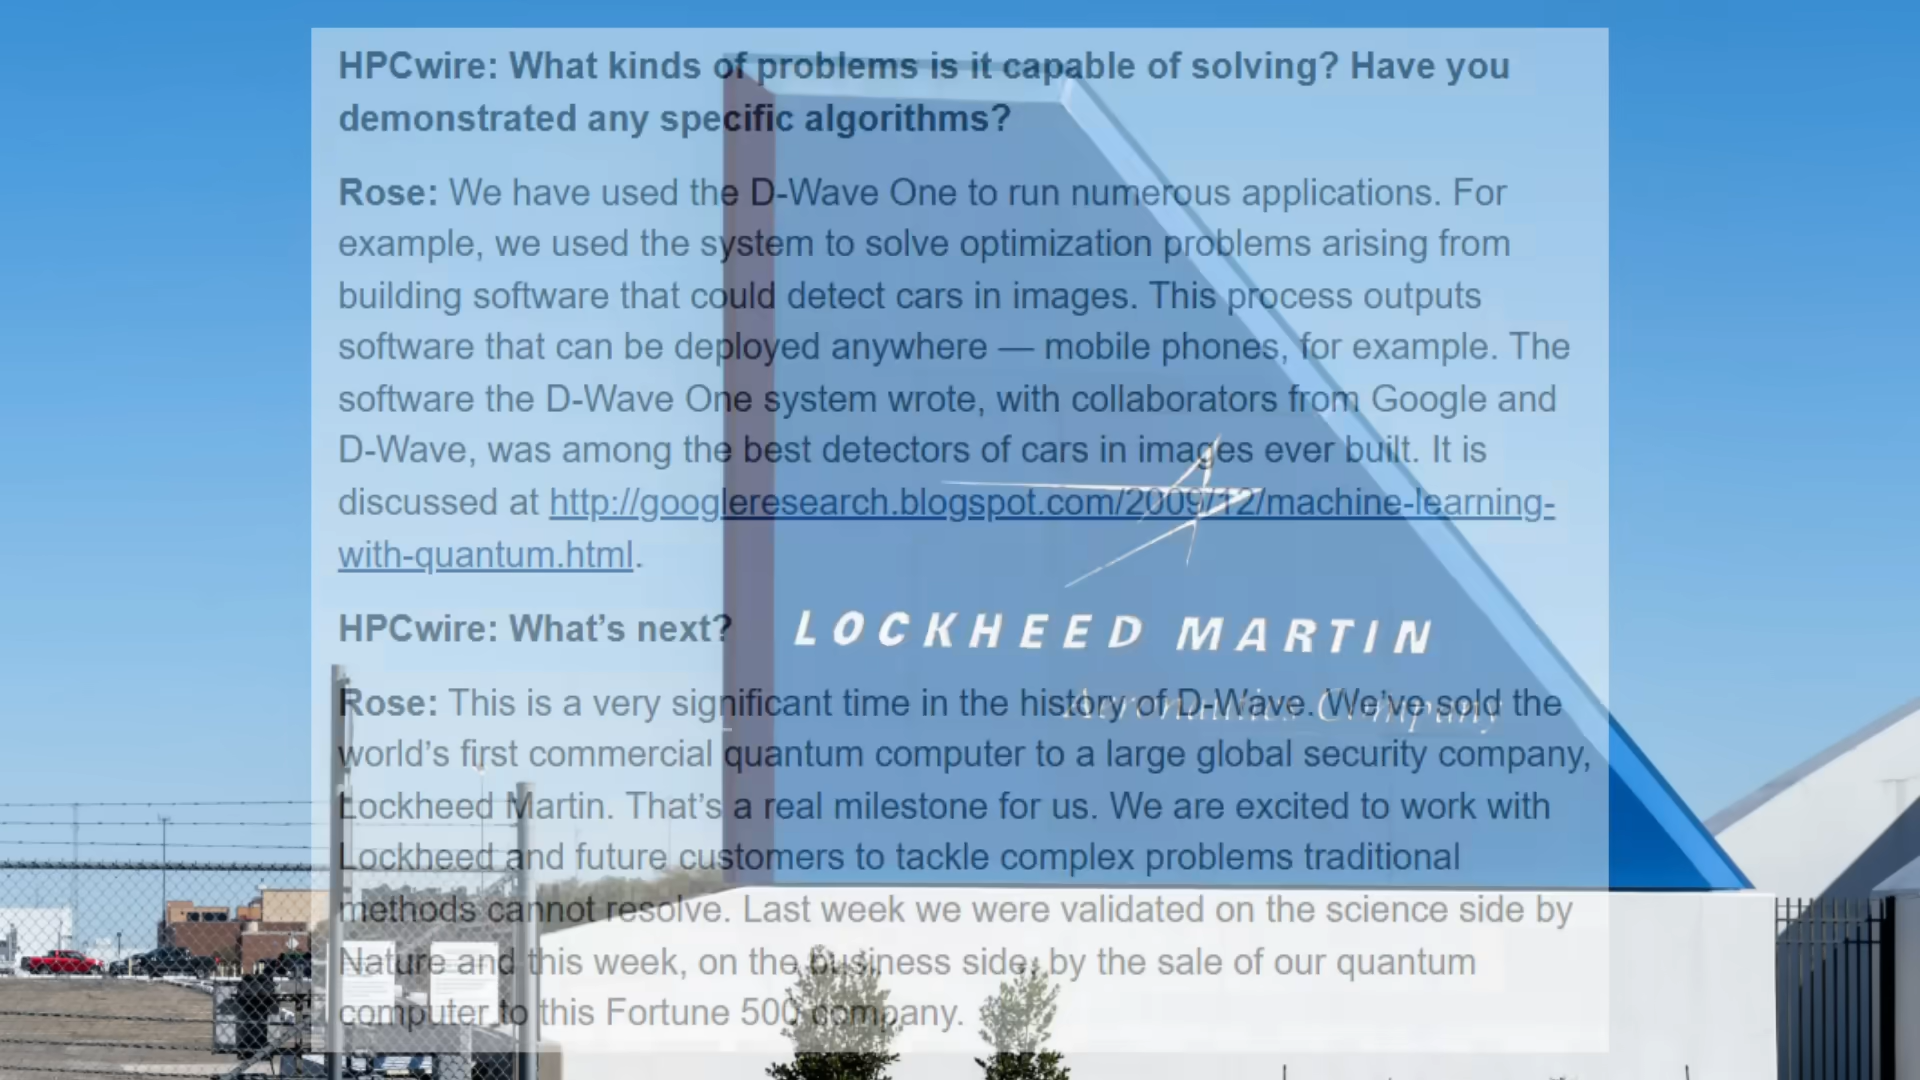 HPCwire: What kinds of problems is it capable of solving? Have you
demonstrated any specific algorithms?
Rose: We have used the D-Wave One to run numerous applications. For
example, we used the system to solve optimization problems arising from
building software that could detect cars in images. This process outputs
software that can be deployed anywhere — mobile phones, for example. The
software the D-Wave One system wrote, with collaborators from Google and
D-Wave, was among the best detectors of cars in images ever built. It is
discussed at http://googleresearch.blogspot.com/2009/12/machine-learning-
with-quantum.html.
HPCwire: What’s next?
LOCKHEED MARTIN
Aeronautics Company
Rose: This is a very significant time in the history of D-Wave. We’ve sold the
world’s first commercial quantum computer to a large global security company,
Lockheed Martin. That’s a real milestone for us. We are excited to work with
Lockheed and future customers to tackle complex problems traditional
methods cannot resolve. Last week we were validated on the science side by
Nature and this week, on the business side, by the sale of our quantum
computer to this Fortune 500 company.